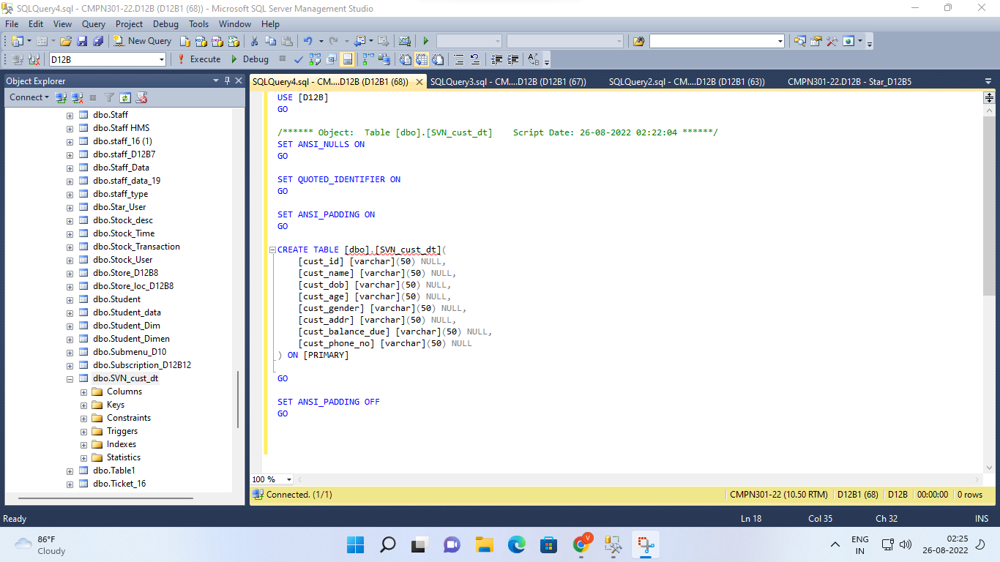 SQLQuery4.sql - CMPN301-22.D12B (D12B1 (68)) - Microsoft SQL Server Management Studio
File Edit View Query Project Debug Tools Window Help
New Query
D12B Execute Debug
Object Explorer
Connect
dbo.Staff
dbo.Staff HMS
dbo.staff_16 (1)
dbo.staff_D12B7
dbo.Staff_Data
dbo.staff_data_19
dbo.staff_type
dbo.Star_User
dbo.Stock_desc
dbo.Stock_Time
dbo.Stock_Transaction
dbo.Stock_User
dbo.Store_D12B8
dbo.Store_loc_D12B8
dbo.Student
dbo.Student_data
dbo.Student_Dim
dbo.Student_Dimen
dbo.Submenu_D10
dbo.Subscription_D12B12
dbo.SVN_cust_dt
Columns
Keys
Constraints
Triggers
Indexes
Statistics
dbo.Table1
dbo.Ticket_16
SQLQuery4.sql - CM....D12B (D12B1 (68)) SQLQuery3.sql - CM....D12B (D12B1 (67)) SQLQuery2.sql - CM....D12B (D12B1 (63)) CMPN301-22.D12B - Star_D12B5
USE [D12B]
GO
/****** Object:  Table [dbo].[SVN_cust_dt]    Script Date: 26-08-2022 02:22:04 ******/
SET ANSI_NULLS ON
GO
SET QUOTED_IDENTIFIER ON
GO
SET ANSI_PADDING ON
GO
CREATE TABLE [dbo].[SVN_cust_dt](
[cust_id] [varchar](50) NULL,
[cust_name] [varchar](50) NULL,
[cust_dob] [varchar](50) NULL,
[cust_age] [varchar](50) NULL,
[cust_gender] [varchar](50) NULL,
[cust_addr] [varchar](50) NULL,
[cust_balance_due] [varchar](50) NULL,
[cust_phone_no] [varchar](50) NULL
) ON [PRIMARY]
GO
SET ANSI_PADDING OFF
GO
100 %
Connected. (1/1) CMPN301-22 (10.50 RTM) D12B1 (68) D12B 00:00:00 0 rows
Ready Ln 18 Col 35 Ch 32 INS
86°F
Cloudy
V
ENG
IN
02:25
26-08-2022